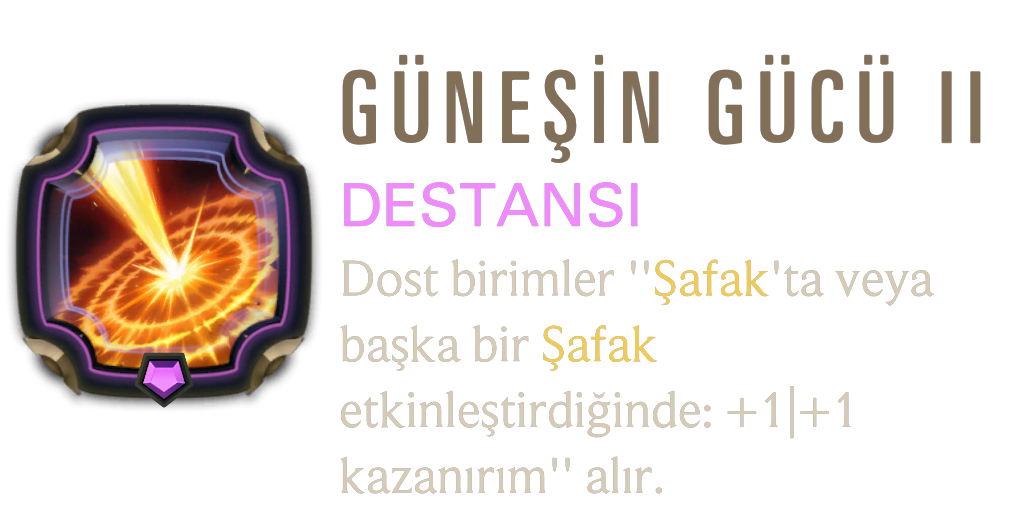 GÜNEŞİN GÜCÜ II
DESTANSI
Dost birimler ''Şafak'ta veya
başka bir Şafak
etkinleştirdiğinde: +1|+1
kazanırım'' alır.